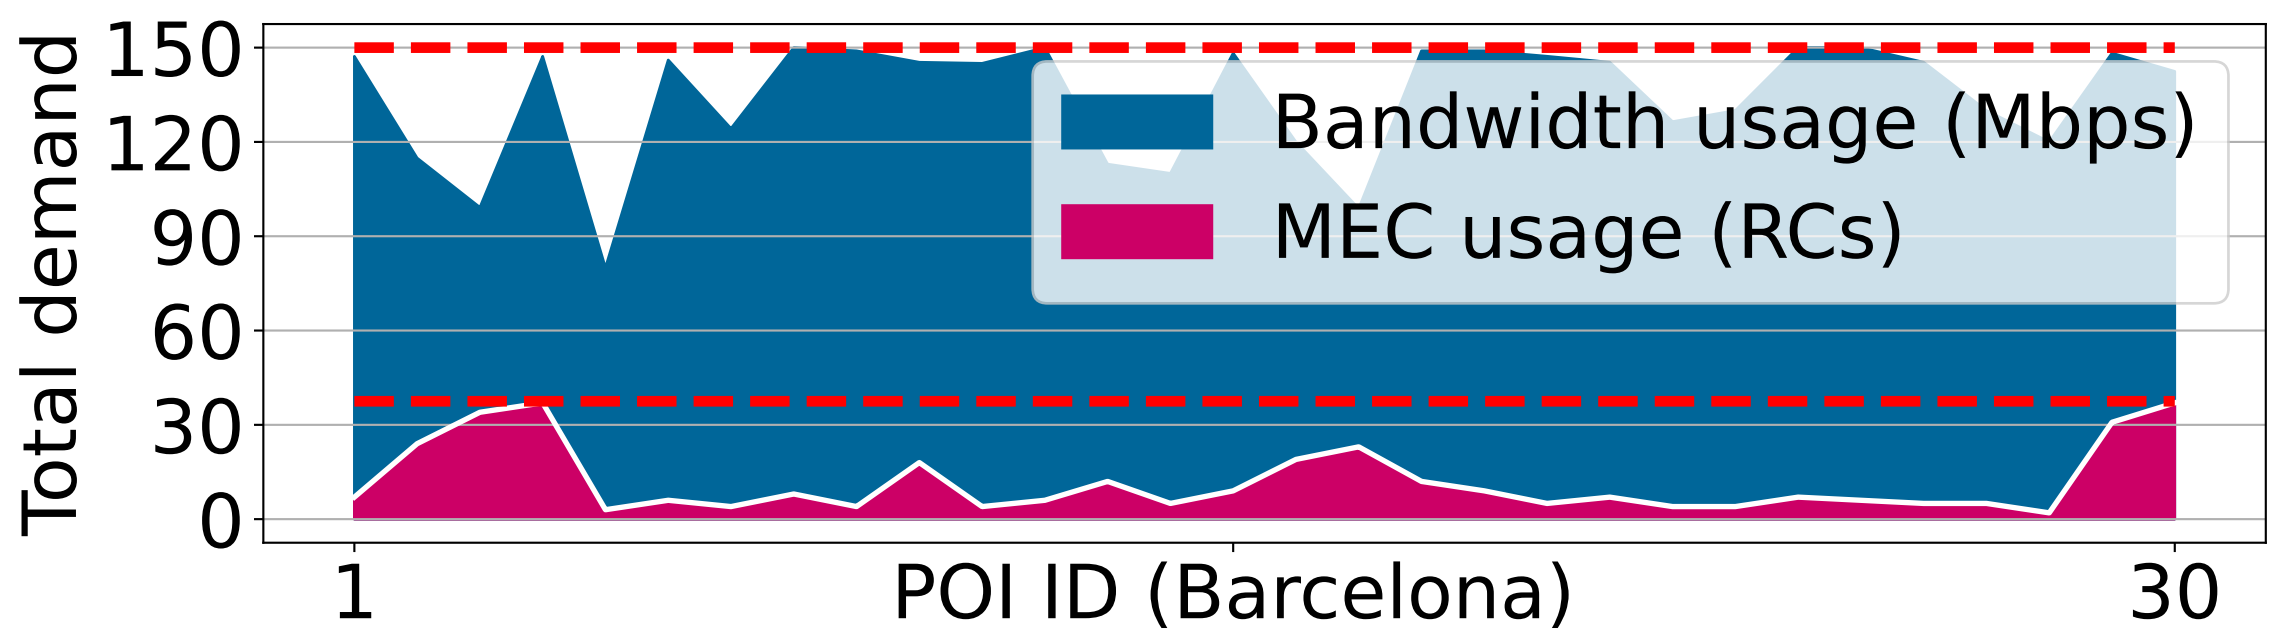 Total demand
150
120
90
60
30
0
Bandwidth usage (Mbps)
MEC usage (RCs)
1
POI ID (Barcelona)
30